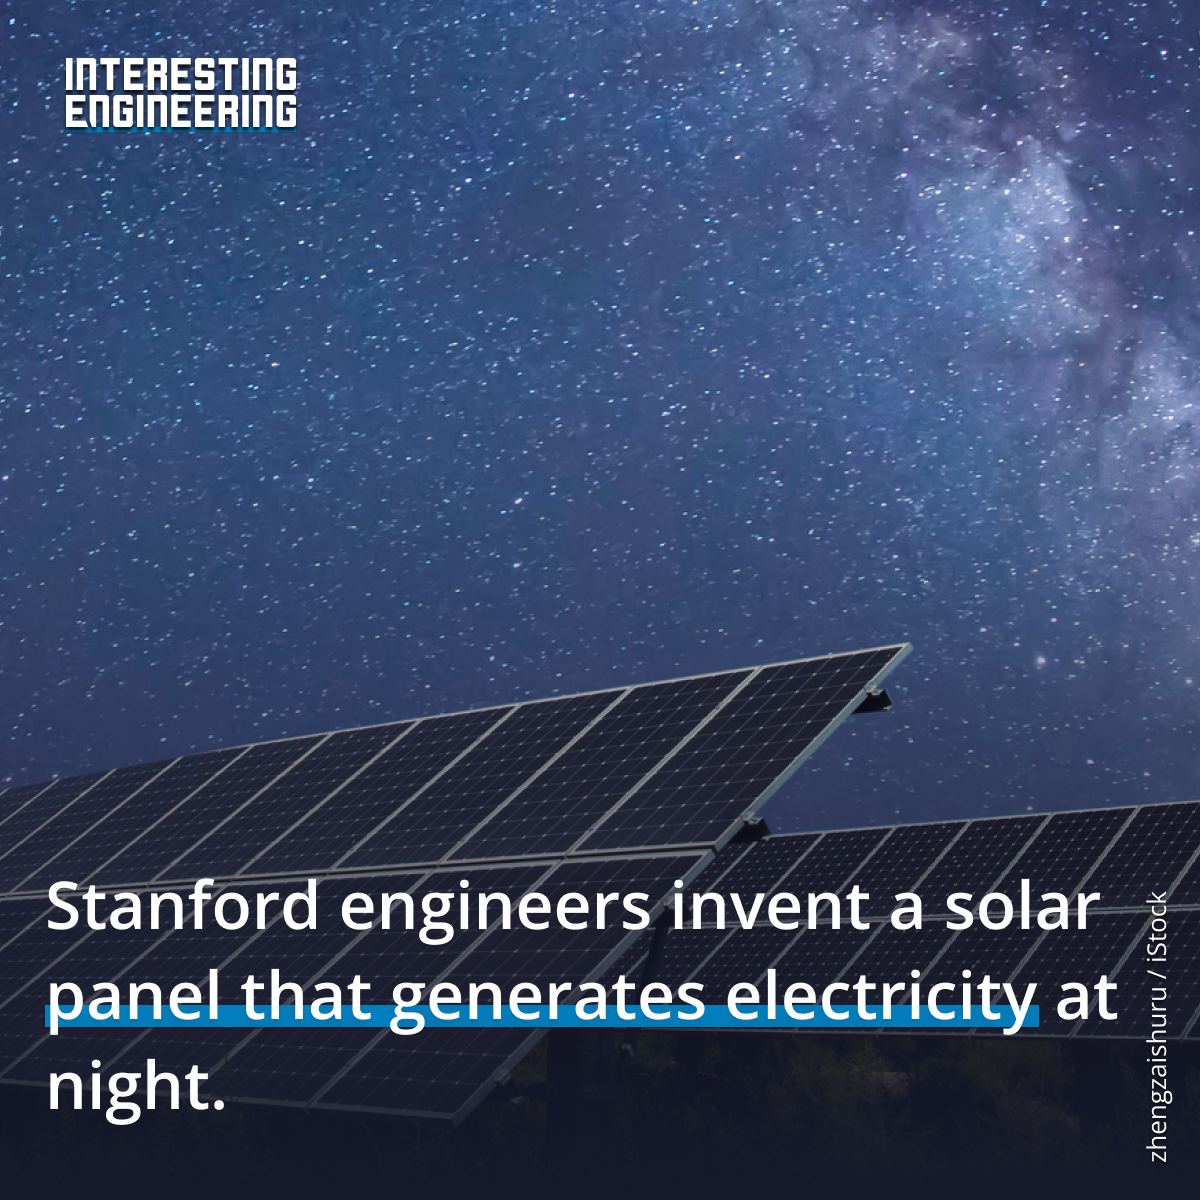 INTERESTING
ENGINEERING
Stanford engineers invent a solar
panel that generates electricity at
night.
zhengzaishuru / iStock